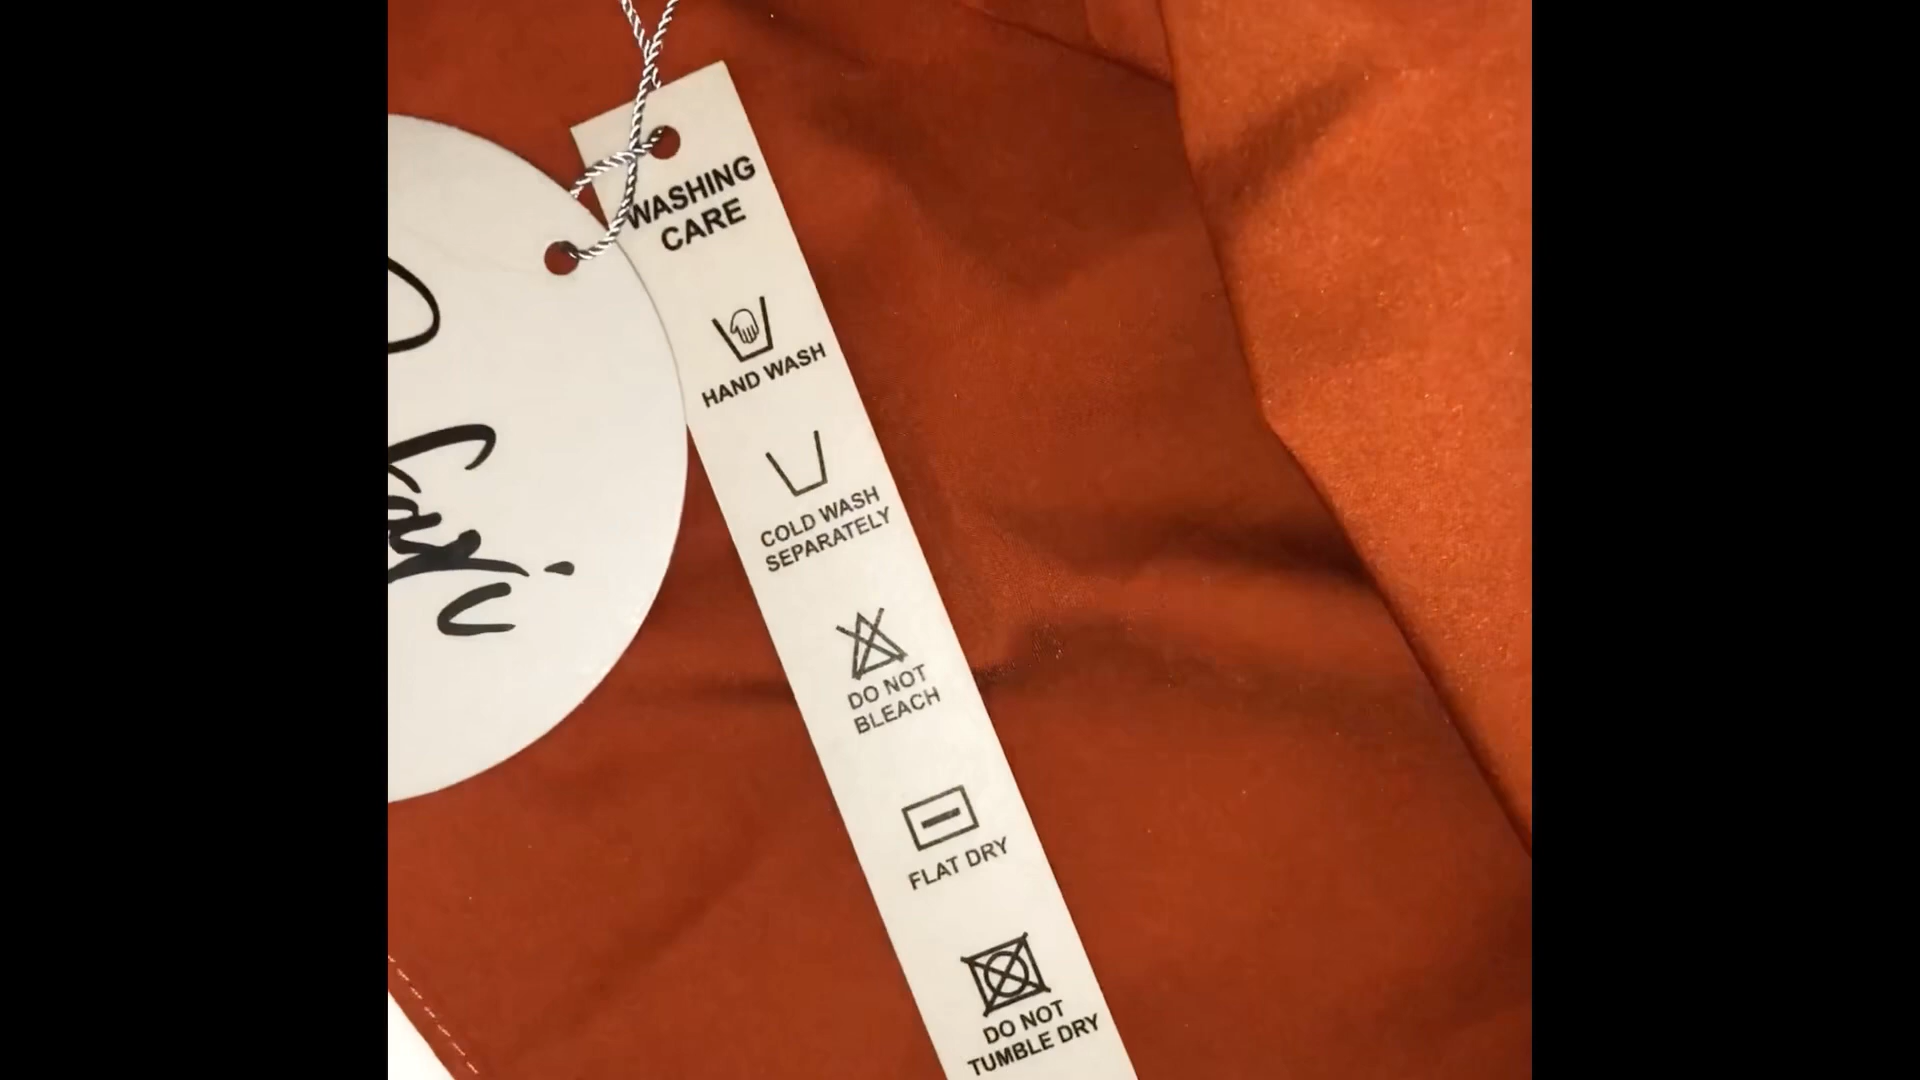 WASHING
CARE
HAND WASH
COLD WASH
SEPARATELY
DO NOT
BLEACH
FLAT DRY
DO NOT
TUMBLE DRY